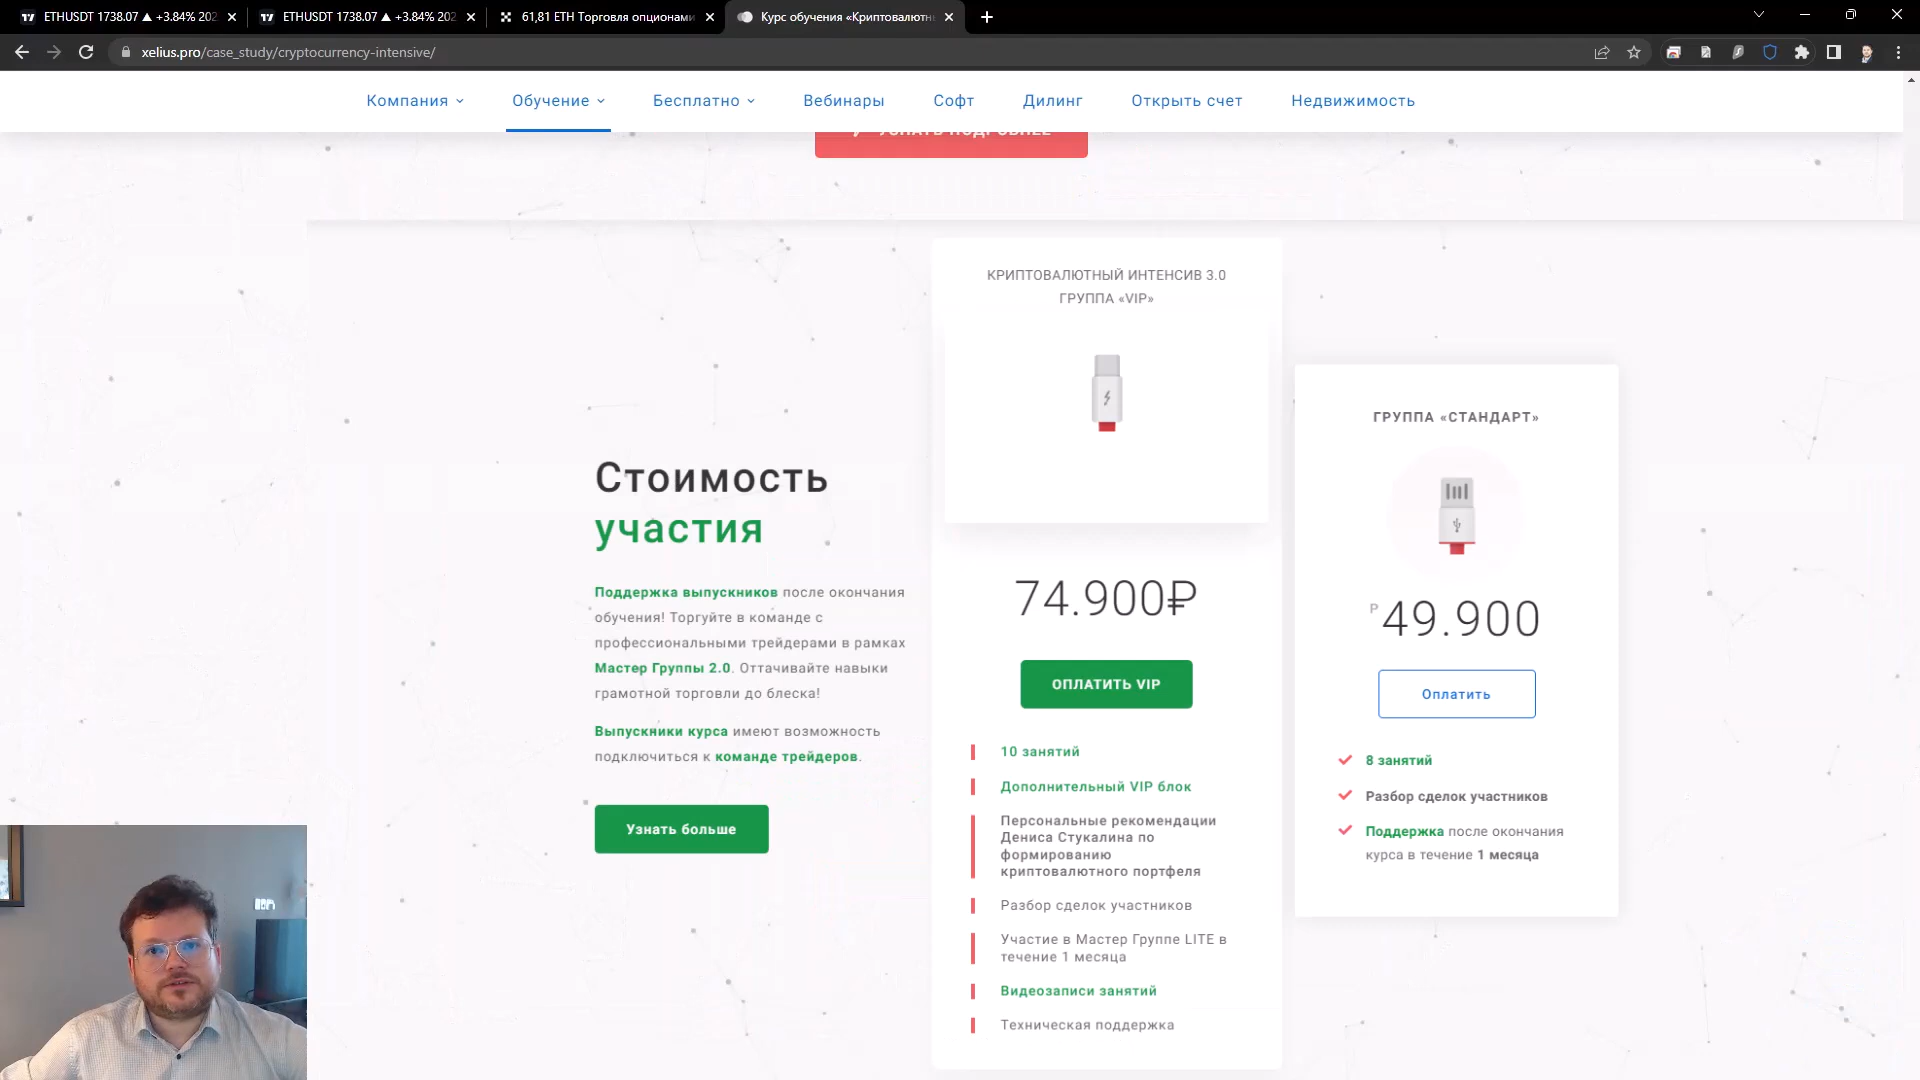 ETHUSDT 1738.07 ▲ +3.84% 202
ETHUSDT 1738.07 ▲ +3.84% 202
61,81 ETH Торговля опционами
Курс обучения «Криптовалютн
xelius.pro/case_study/cryptocurrency-intensive/
Компания
Обучение
Бесплатно
Вебинары
Софт
Дилинг
Открыть счет
Недвижимость
УЗНАТЬ ПОДРОБНЕЕ
Стоимость
участия
Поддержка выпускников после окончания
обучения! Торгуйте в команде с
профессиональными трейдерами в рамках
Мастер Группы 2.0. Оттачивайте навыки
грамотной торговли до блеска!
Выпускники курса имеют возможность
подключиться к команде трейдеров.
Узнать больше
КРИПТОВАЛЮТНЫЙ ИНТЕНСИВ 3.0
ГРУППА «VIP»
74.900₽
ОПЛАТИТЬ VIP
10 занятий
Дополнительный VIP блок
Персональные рекомендации
Дениса Стукалина по
формированию
криптовалютного портфеля
Разбор сделок участников
Участие в Мастер Группе LITE в
течение 1 месяца
Видеозаписи занятий
Техническая поддержка
ГРУППА «СТАНДАРТ»
Р 49.900
Оплатить
8 занятий
Разбор сделок участников
Поддержка после окончания
курса в течение 1 месяца